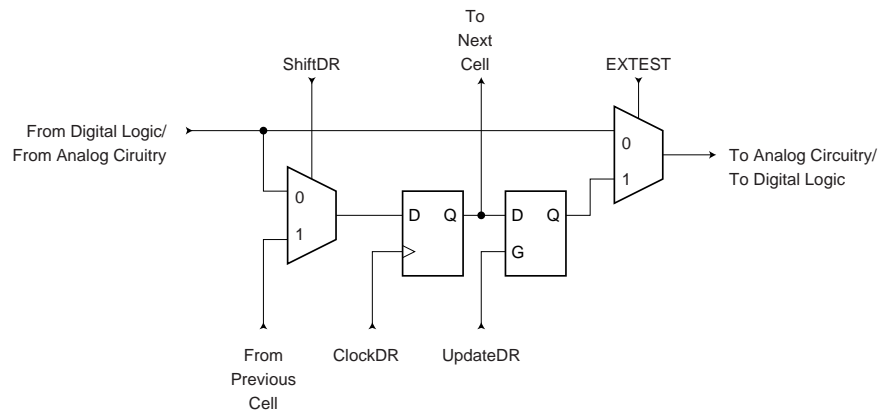 To
Next
Cell
ShiftDR
EXTEST
From Digital Logic/
From Analog Ciruitry
0
1
To Analog Circuitry/
To Digital Logic
0
1
D Q
D Q
G
From
Previous
Cell
ClockDR
UpdateDR